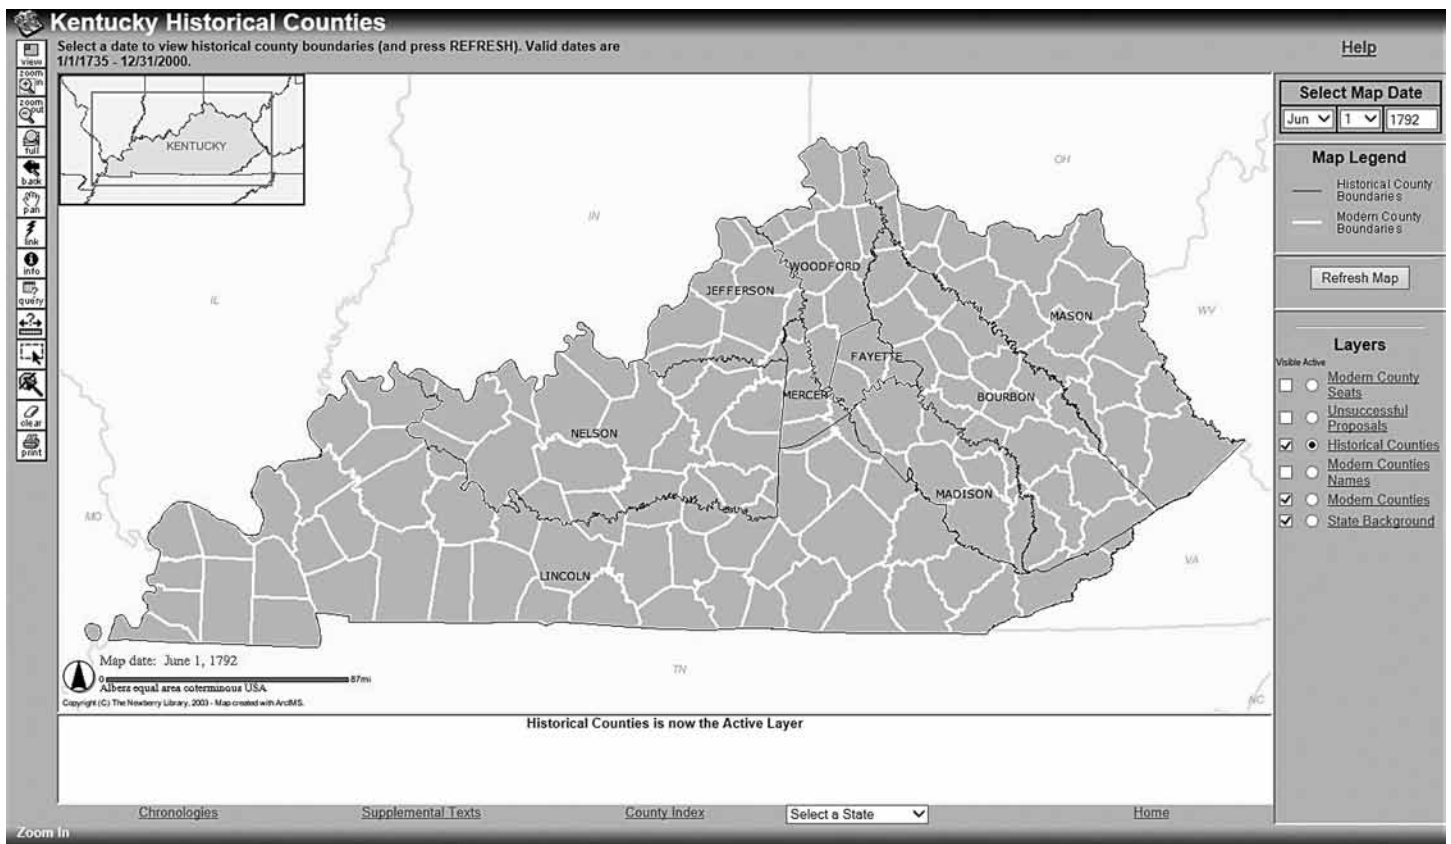 Kentucky Historical Counties
Select a date to view historical county boundaries (and press REFRESH). Valid dates are
1/1/1735 - 12/31/2000.
Help
view
zoom
in
zoom
out
full
back
pan
link
info
query
clear
print
KENTUCKY
OH
IN
IL
WV
MO
VA
TN
NC
WOODFORD
JEFFERSON
MASON
FAYETTE
MERCER
BOURBON
NELSON
MADISON
LINCOLN
Map date: June 1, 1792
0 87mi
Albers equal area coterminous USA
Copyright (C) The Newberry Library, 2003 - Map created with ArcIMS.
Select Map Date
Jun 1 1792
Map Legend
Historical County
Boundaries
Modern County
Boundaries
Refresh Map
Layers
Visible Active
Modern County
Seats
Unsuccessful
Proposals
Historical Counties
Modern Counties
Names
Modern Counties
State Background
Historical Counties is now the Active Layer
Chronologies Supplemental Texts County Index Select a State Home
Zoom In